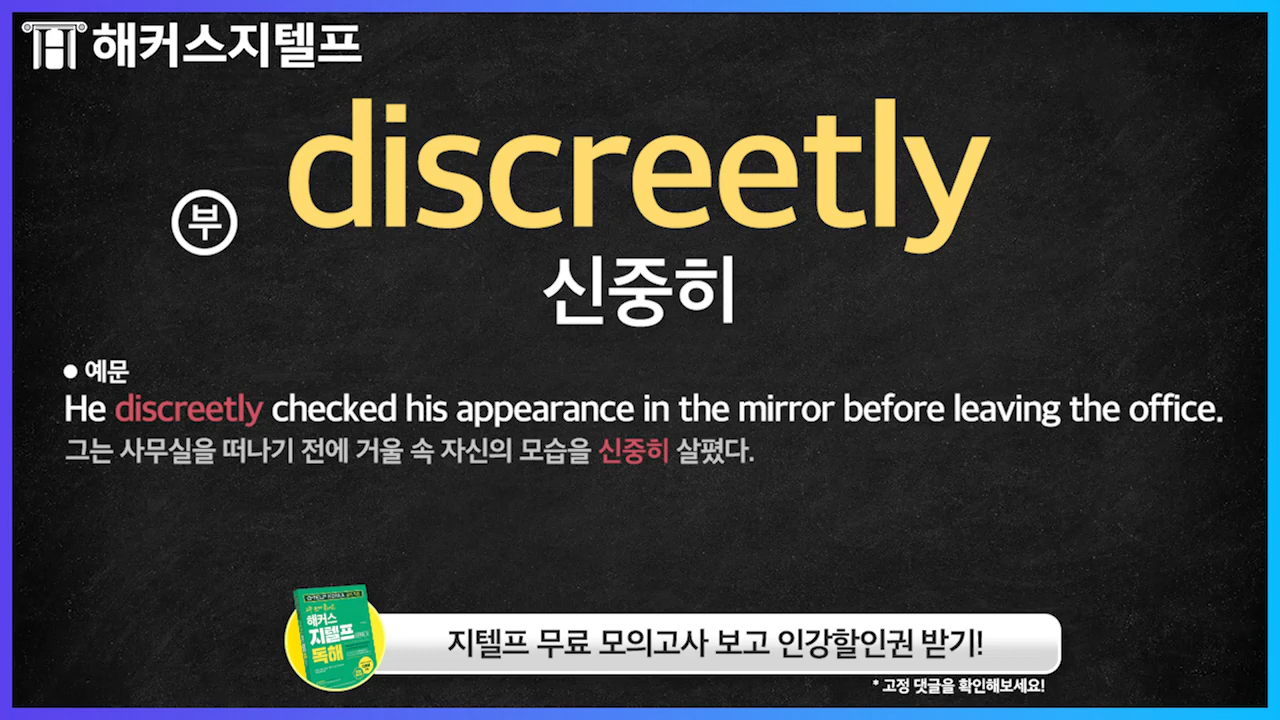 해커스지텔프
discreetly
부
신중히
● 예문
He discreetly checked his appearance in the mirror before leaving the office.
그는 사무실을 떠나기 전에 거울 속 자신의 모습을 신중히 살폈다.
해커스
지텔프
독해
지텔프 무료 모의고사 보고 인강할인권 받기!
* 고정 댓글을 확인해보세요!